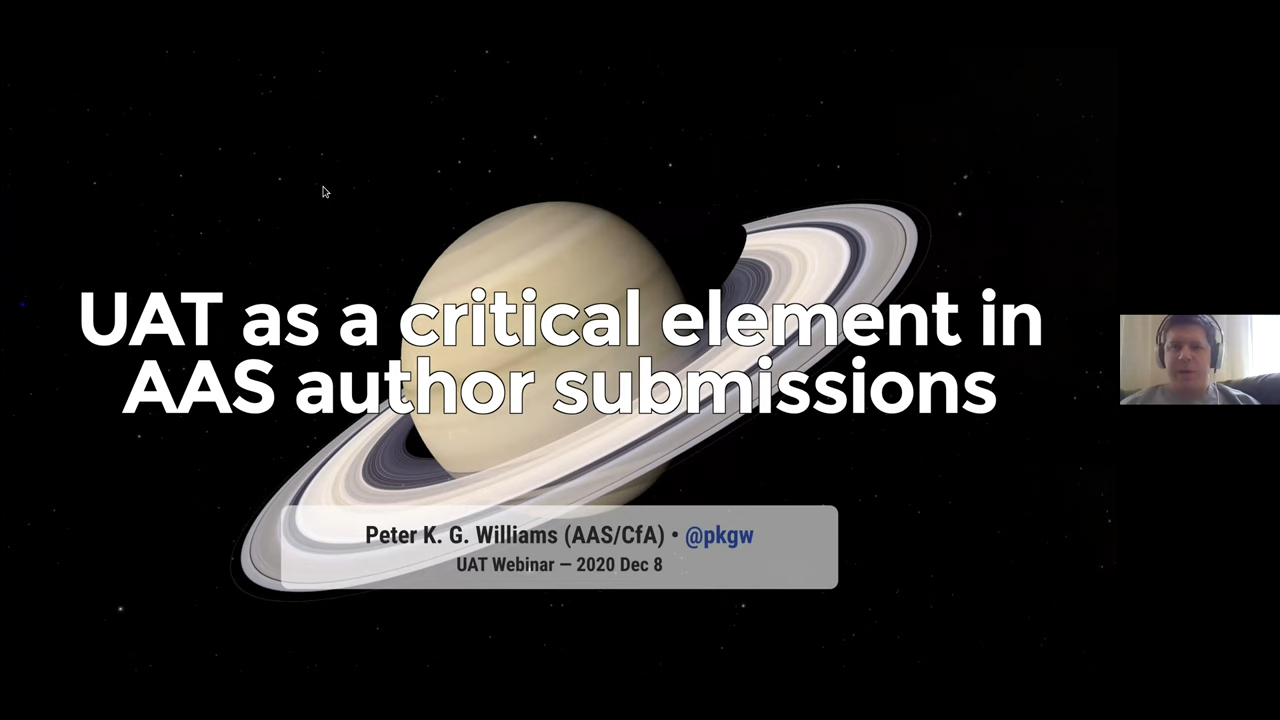 UAT as a critical element in
AAS author submissions
Peter K. G. Williams (AAS/CfA) • @pkgw
UAT Webinar — 2020 Dec 8